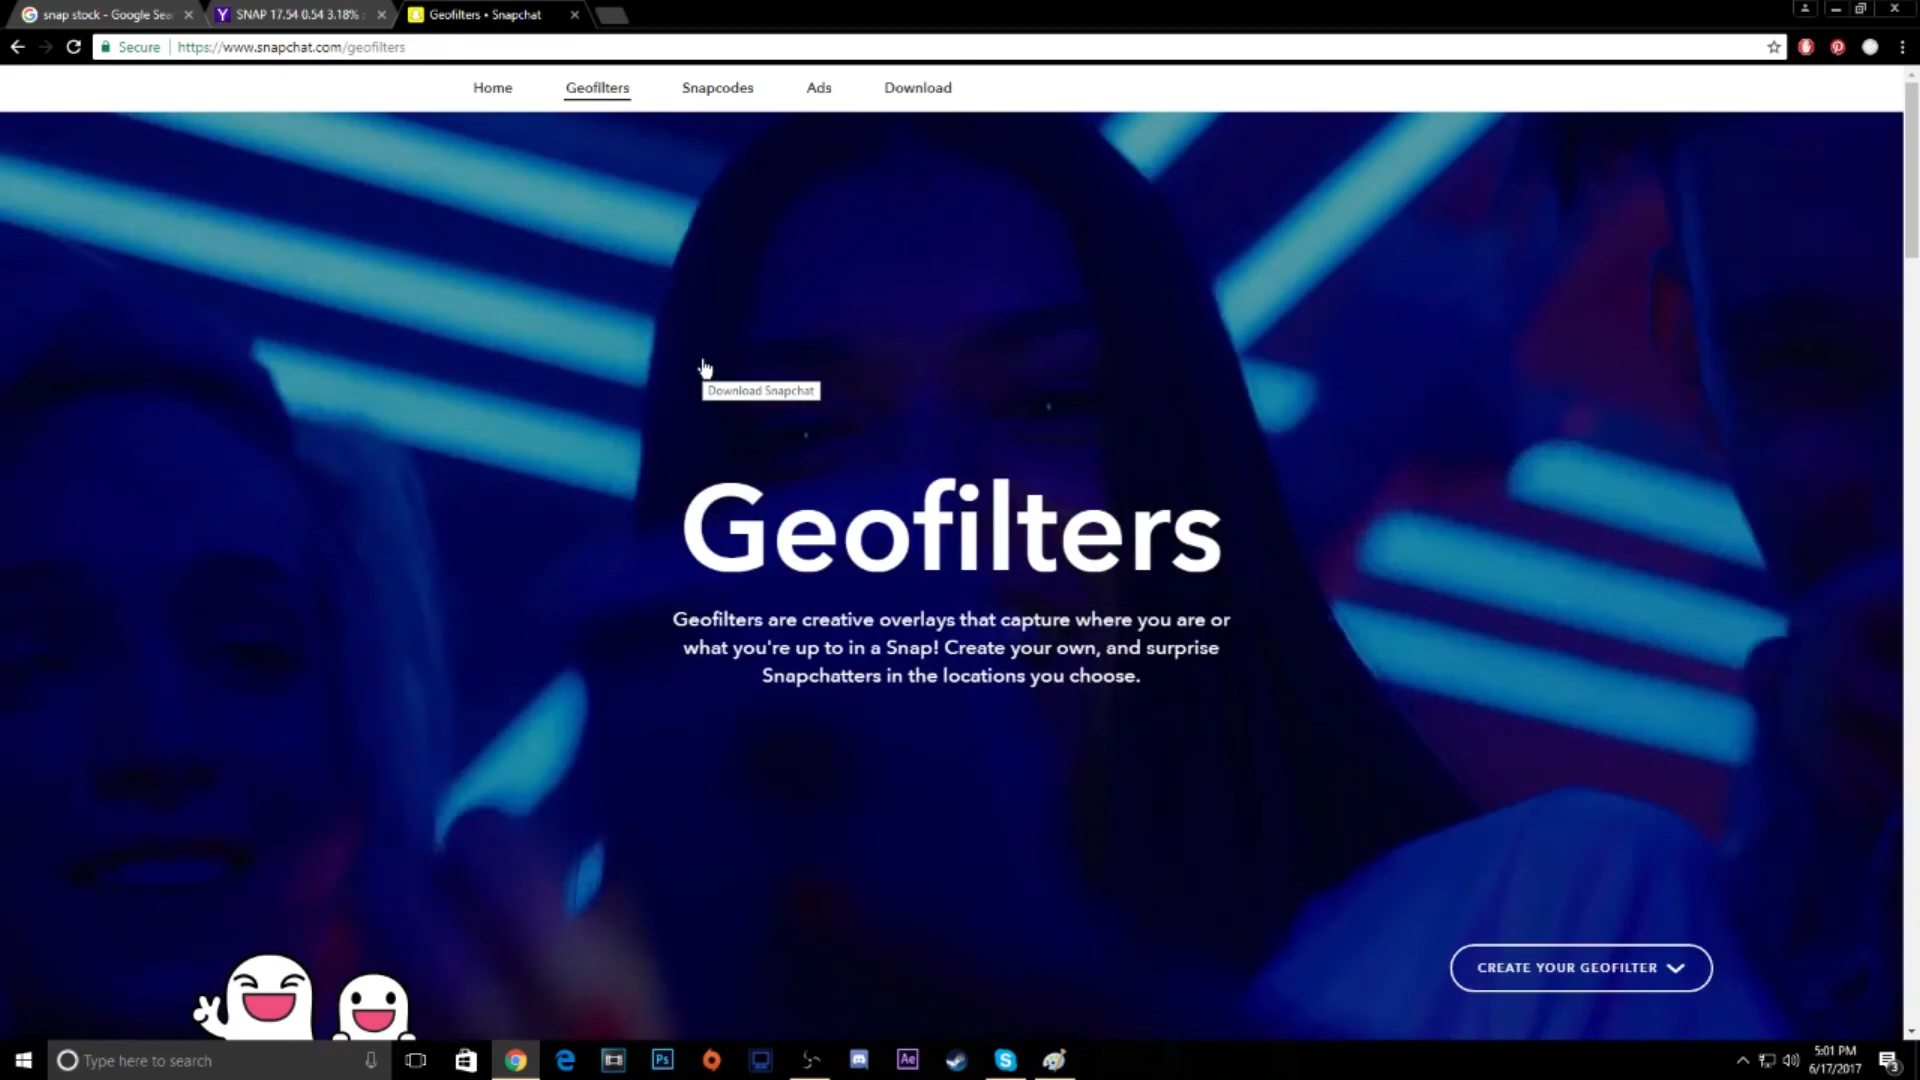 snap stock - Google Sea
SNAP 17.54 0.54 3.18% :
Geofilters • Snapchat
Secure
https://www.snapchat.com/geofilters
Home
Geofilters
Snapcodes
Ads
Download
Download Snapchat
Geofilters
Geofilters are creative overlays that capture where you are or
what you're up to in a Snap! Create your own, and surprise
Snapchatters in the locations you choose.
CREATE YOUR GEOFILTER
Type here to search
Ps
Ae
5:01 PM
6/17/2017
3